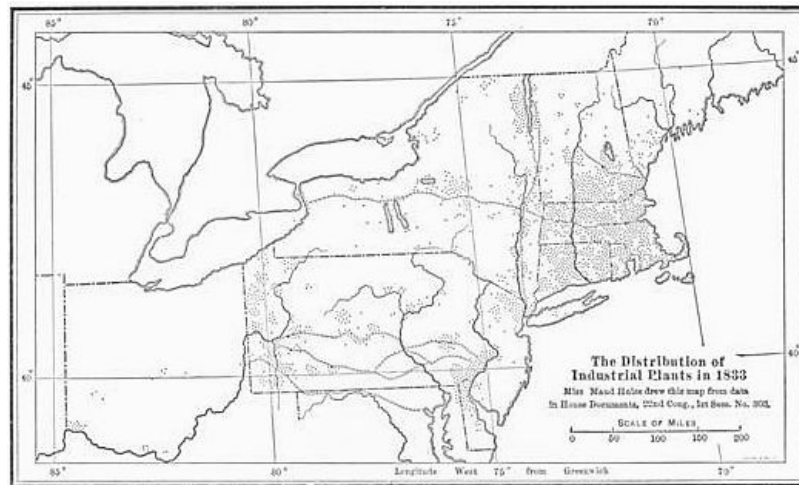 85° 80° 75° 70°
45° 45°
40° 40°
The Distribution of
Industrial Plants in 1833
Miss Maud Hulse drew this map from data
in House Documents, 22nd Cong., 1st Sess. No. 303.
SCALE OF MILES
0 50 100 150 200
85° 80° Longitude West 75° from Greenwich 70°